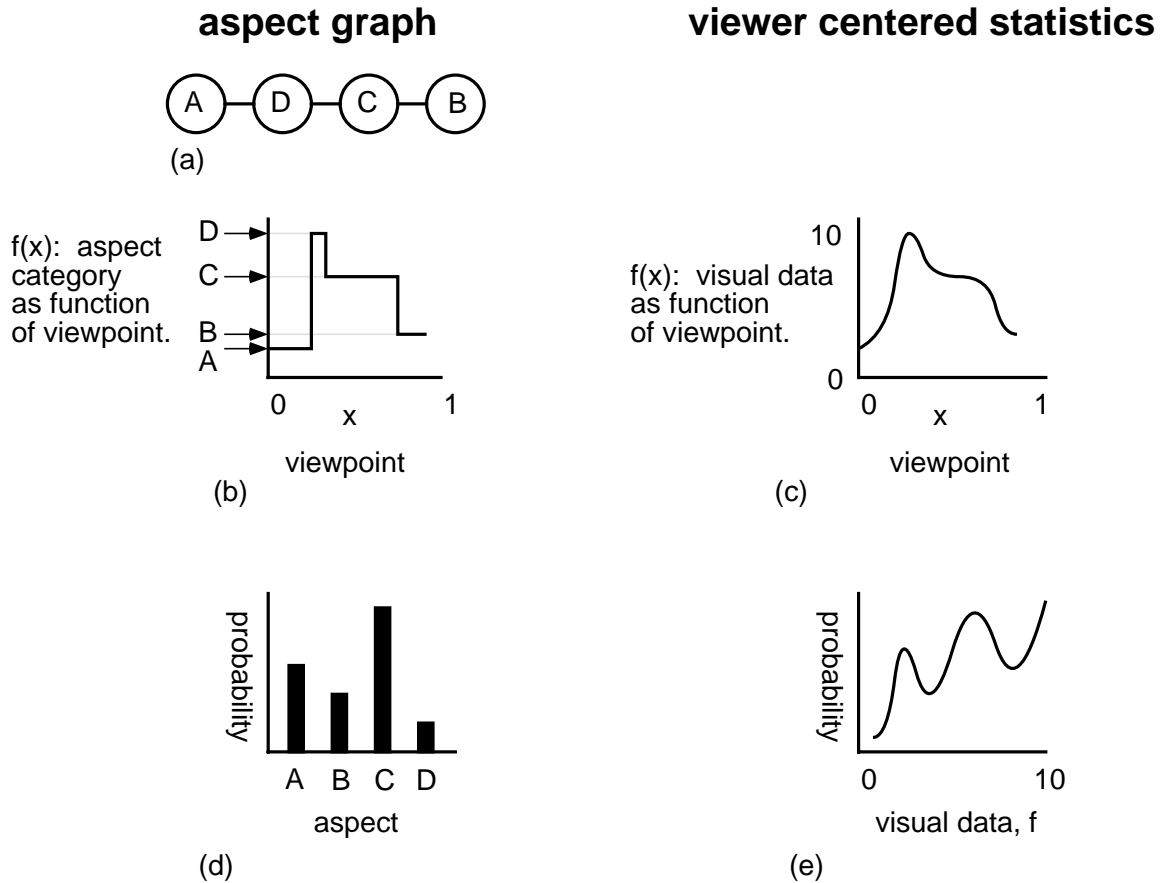 aspect graph
viewer centered statistics
A D C B
(a)
f(x): aspect
category
as function
of viewpoint.
D
C
B
A
0 1
x
viewpoint
(b)
f(x): visual data
as function
of viewpoint.
10
0
0 1
x
viewpoint
(c)
probability
A B C D
aspect
(d)
probability
0 10
visual data, f
(e)